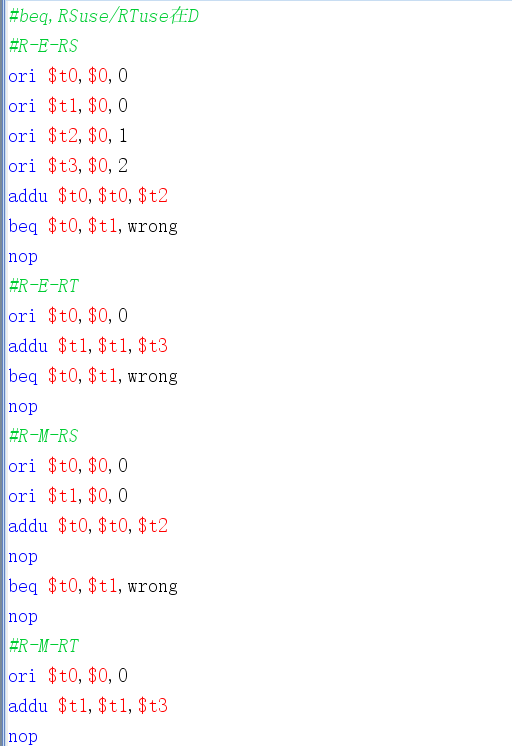 #beq,RSuse/RTuse在D
#R-E-RS
ori $t0,$0,0
ori $t1,$0,0
ori $t2,$0,1
ori $t3,$0,2
addu $t0,$t0,$t2
beq $t0,$t1,wrong
nop
#R-E-RT
ori $t0,$0,0
addu $t1,$t1,$t3
beq $t0,$t1,wrong
nop
#R-M-RS
ori $t0,$0,0
ori $t1,$0,0
addu $t0,$t0,$t2
nop
beq $t0,$t1,wrong
nop
#R-M-RT
ori $t0,$0,0
addu $t1,$t1,$t3
nop